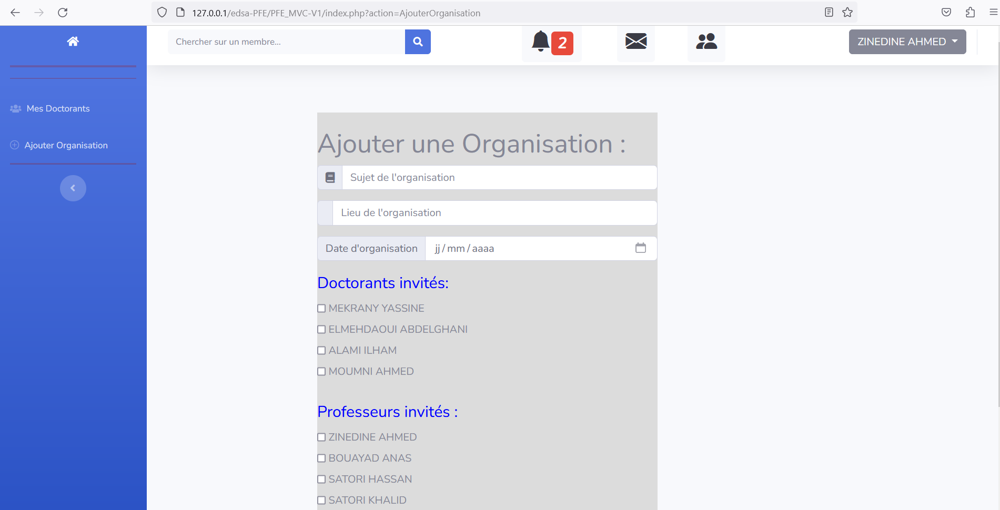 127.0.0.1/edsa-PFE/PFE_MVC-V1/index.php?action=AjouterOrganisation
Chercher sur un membre...
2
ZINEDINE AHMED
Mes Doctorants
Ajouter Organisation
Ajouter une Organisation :
Sujet de l'organisation
Lieu de l'organisation
Date d'organisation jj/mm/aaaa
Doctorants invités:
MEKRANY YASSINE
ELMEHDAOUI ABDELGHANI
ALAMI ILHAM
MOUMNI AHMED
Professeurs invités :
ZINEDINE AHMED
BOUAYAD ANAS
SATORI HASSAN
SATORI KHALID